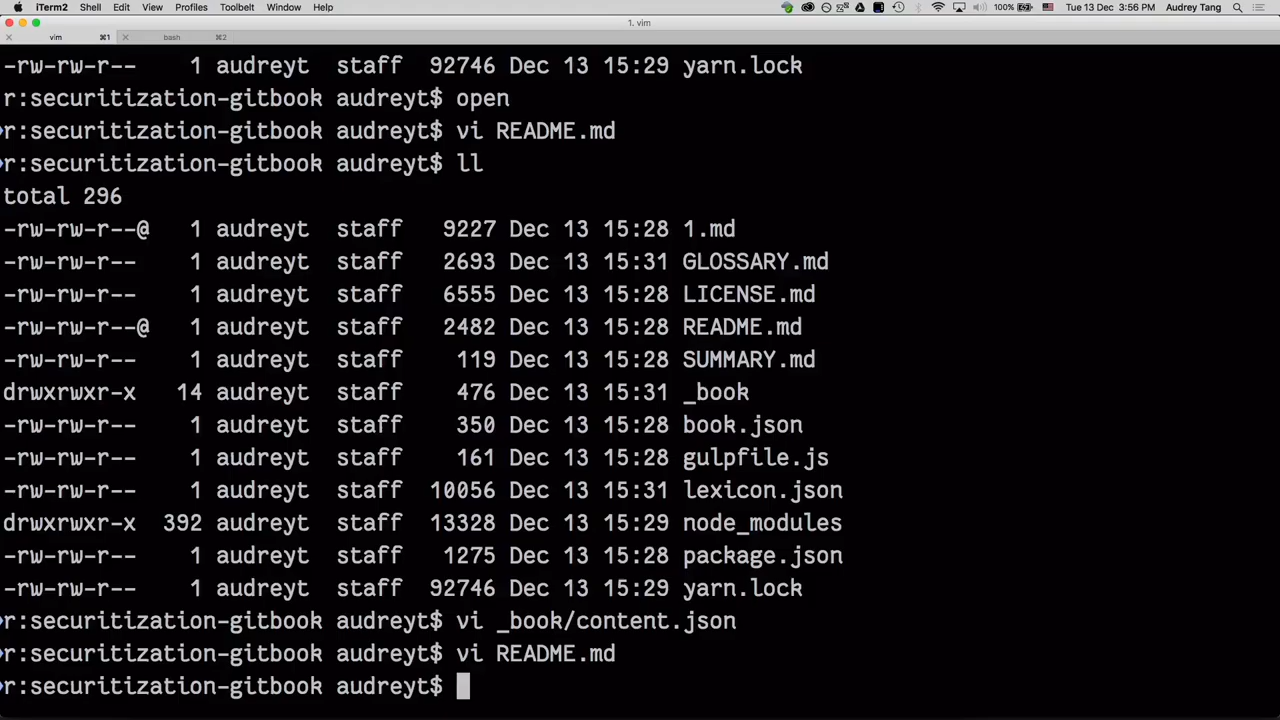 iTerm2 Shell Edit View Profiles Toolbelt Window Help 100% Tue 13 Dec 3:56 PM Audrey Tang
1. vim
vim ⌘1 bash ⌘2
-rw-rw-r-- 1 audreyt staff 92746 Dec 13 15:29 yarn.lock
r:securitization-gitbook audreyt$ open
r:securitization-gitbook audreyt$ vi README.md
r:securitization-gitbook audreyt$ ll
total 296
-rw-rw-r--@ 1 audreyt staff 9227 Dec 13 15:28 1.md
-rw-rw-r-- 1 audreyt staff 2693 Dec 13 15:31 GLOSSARY.md
-rw-rw-r-- 1 audreyt staff 6555 Dec 13 15:28 LICENSE.md
-rw-rw-r--@ 1 audreyt staff 2482 Dec 13 15:28 README.md
-rw-rw-r-- 1 audreyt staff 119 Dec 13 15:28 SUMMARY.md
drwxrwxr-x 14 audreyt staff 476 Dec 13 15:31 _book
-rw-rw-r-- 1 audreyt staff 350 Dec 13 15:28 book.json
-rw-rw-r-- 1 audreyt staff 161 Dec 13 15:28 gulpfile.js
-rw-rw-r-- 1 audreyt staff 10056 Dec 13 15:31 lexicon.json
drwxrwxr-x 392 audreyt staff 13328 Dec 13 15:29 node_modules
-rw-rw-r-- 1 audreyt staff 1275 Dec 13 15:28 package.json
-rw-rw-r-- 1 audreyt staff 92746 Dec 13 15:29 yarn.lock
r:securitization-gitbook audreyt$ vi _book/content.json
r:securitization-gitbook audreyt$ vi README.md
r:securitization-gitbook audreyt$